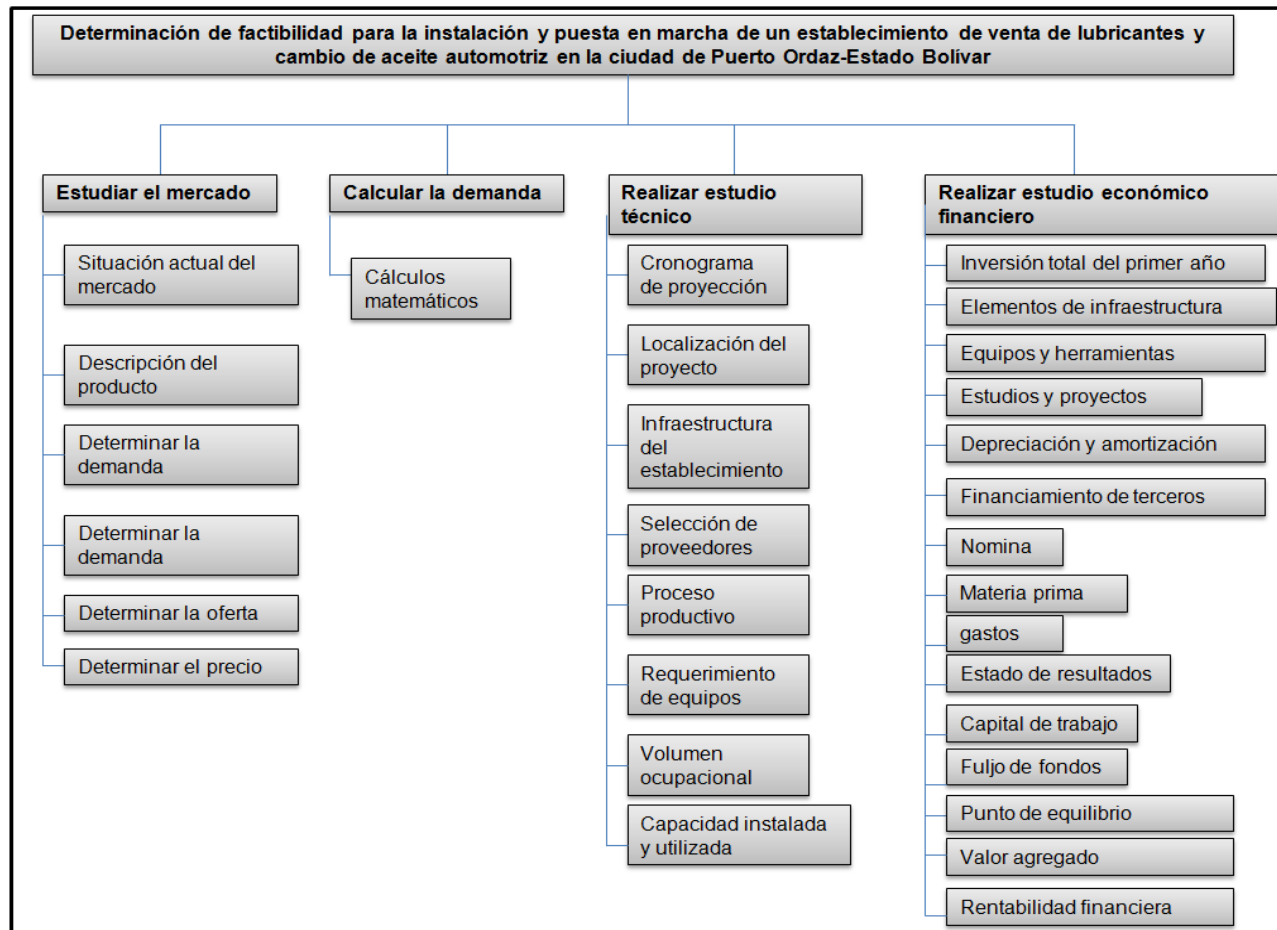 Determinación de factibilidad para la instalación y puesta en marcha de un establecimiento de venta de lubricantes y
cambio de aceite automotriz en la ciudad de Puerto Ordaz-Estado Bolívar
Estudiar el mercado
Situación actual del
mercado
Descripción del
producto
Determinar la
demanda
Determinar la
demanda
Determinar la oferta
Determinar el precio
Calcular la demanda
Cálculos
matemáticos
Realizar estudio
técnico
Cronograma
de proyección
Localización del
proyecto
Infraestructura
del
establecimiento
Selección de
proveedores
Proceso
productivo
Requerimiento
de equipos
Volumen
ocupacional
Capacidad instalada
y utilizada
Realizar estudio económico
financiero
Inversión total del primer año
Elementos de infraestructura
Equipos y herramientas
Estudios y proyectos
Depreciación y amortización
Financiamiento de terceros
Nomina
Materia prima
gastos
Estado de resultados
Capital de trabajo
Fuljo de fondos
Punto de equilibrio
Valor agregado
Rentabilidad financiera